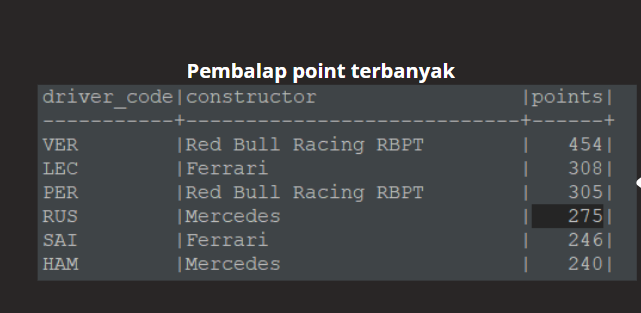 Pembalap point terbanyak
driver_code|constructor                 |points|
-----------+----------------------------+------+
VER        |Red Bull Racing RBPT        |   454|
LEC        |Ferrari                     |   308|
PER        |Red Bull Racing RBPT        |   305|
RUS        |Mercedes                    |   275|
SAI        |Ferrari                     |   246|
HAM        |Mercedes                    |   240|